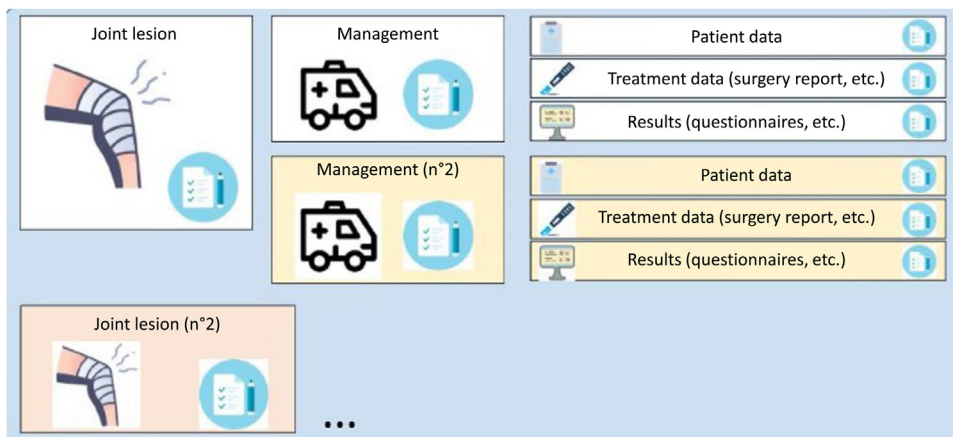 Joint lesion
Management
Patient data
Treatment data (surgery report, etc.)
Results (questionnaires, etc.)
Management (n°2)
Patient data
Treatment data (surgery report, etc.)
Results (questionnaires, etc.)
Joint lesion (n°2)
...